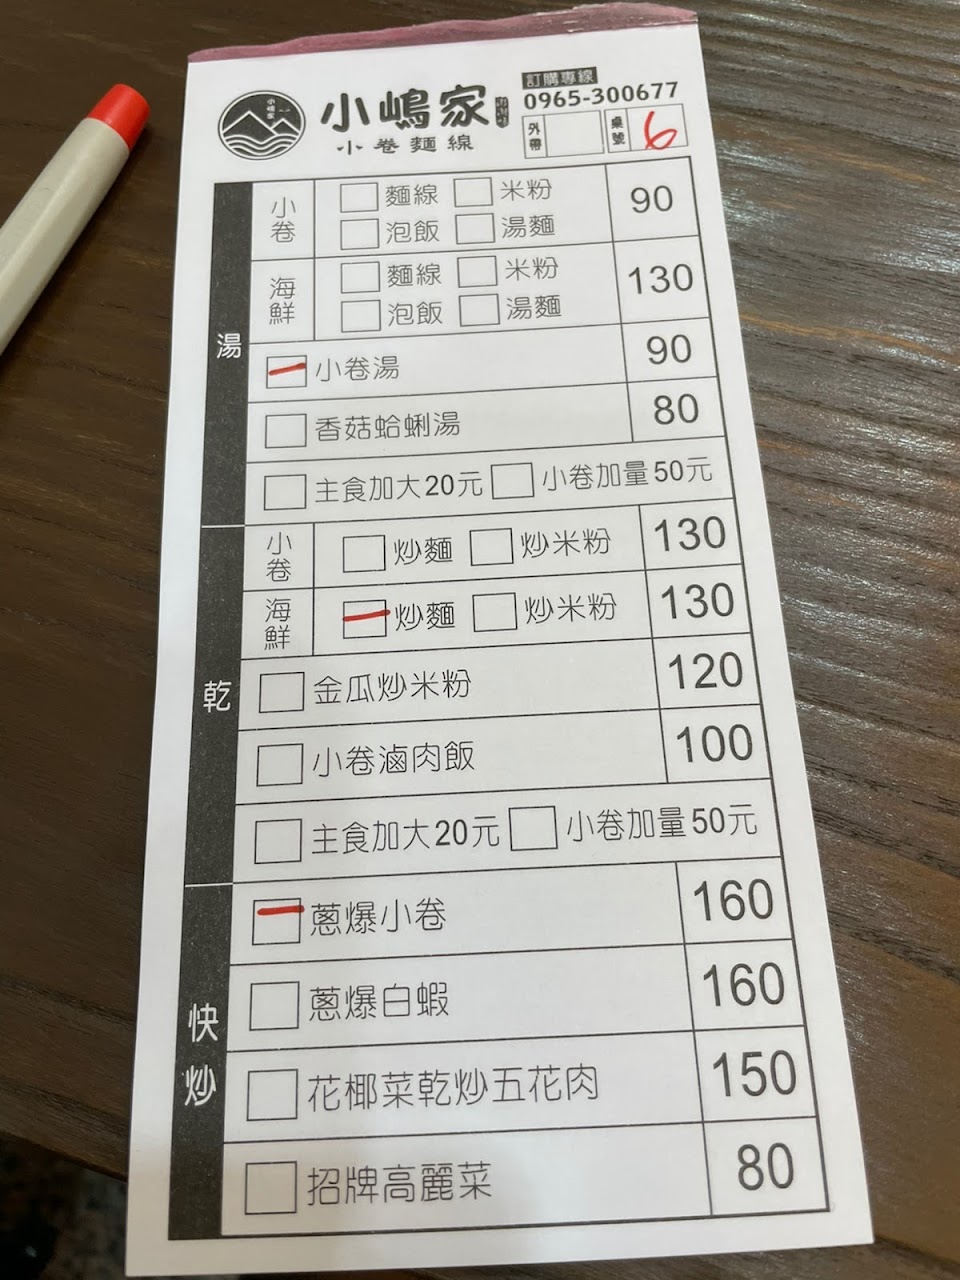 訂購專線
小嶋家
0965-300677
小卷麵線
外帶 桌號 6
湯
小卷 麵線 米粉 90
泡飯 湯麵
海鮮 麵線 米粉 130
泡飯 湯麵
小卷湯 90
香菇蛤蜊湯 80
主食加大20元 小卷加量50元
乾
小卷 炒麵 炒米粉 130
海鮮 炒麵 炒米粉 130
金瓜炒米粉 120
小卷滷肉飯 100
主食加大20元 小卷加量50元
快炒
蔥爆小卷 160
蔥爆白蝦 160
花椰菜乾炒五花肉 150
招牌高麗菜 80